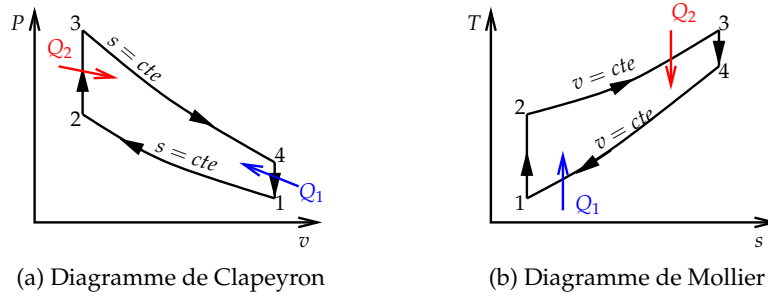 P
3
Q₂
s = cte
2
s = cte
4
Q₁
1
v
(a) Diagramme de Clapeyron
T
Q₂
3
v = cte
4
2
v = cte
1
Q₁
s
(b) Diagramme de Mollier